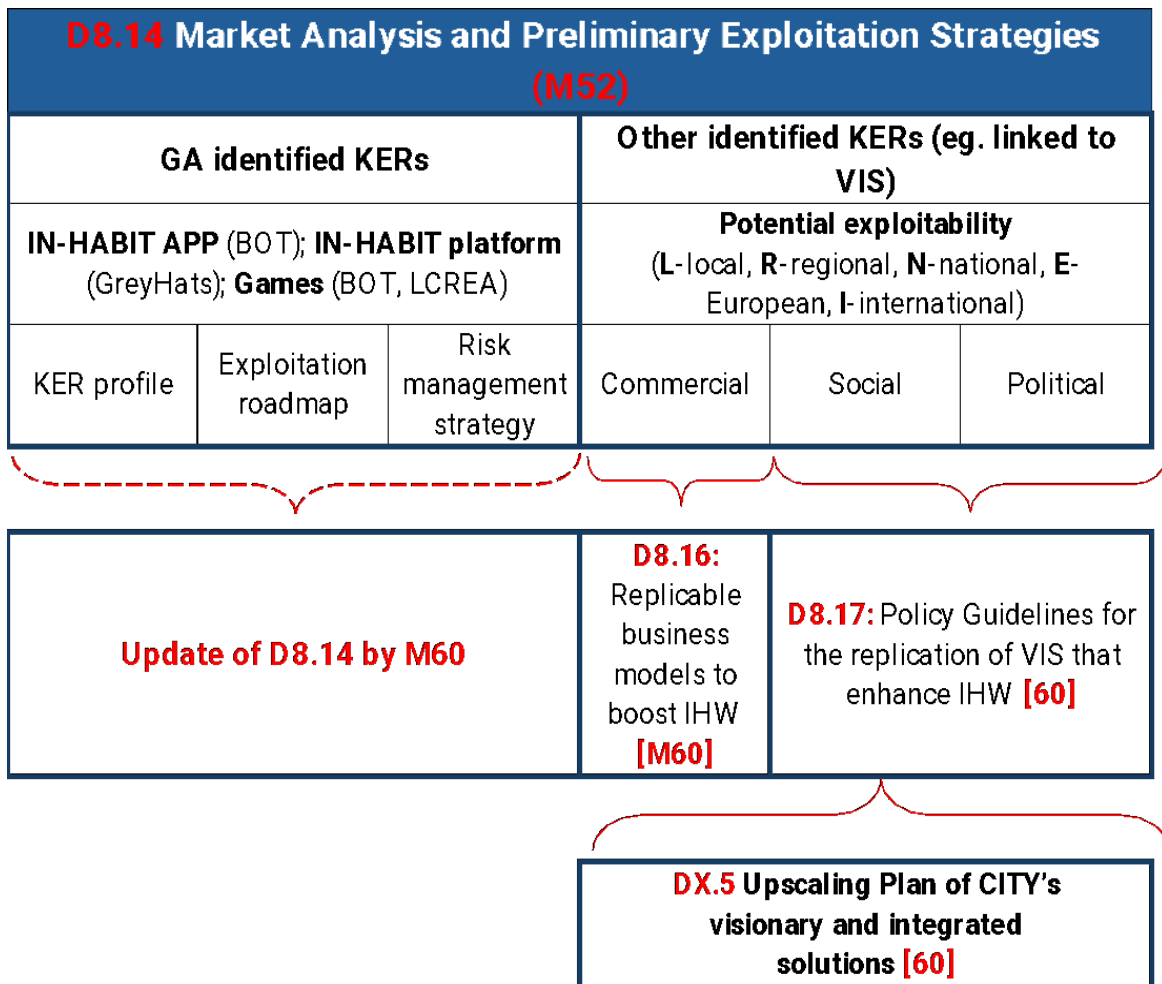 D8.14 Market Analysis and Preliminary Exploitation Strategies
(M52)
GA identified KERs
Other identified KERs (eg. linked to
VIS)
IN-HABIT APP (BOT); IN-HABIT platform
(GreyHats); Games (BOT, LCREA)
Potential exploitability
(L-local, R-regional, N-national, E-
European, I-international)
KER profile
Exploitation
roadmap
Risk
management
strategy
Commercial
Social
Political
Update of D8.14 by M60
D8.16:
Replicable
business
models to
boost IHW
[M60]
D8.17: Policy Guidelines for
the replication of VIS that
enhance IHW [60]
DX.5 Upscaling Plan of CITY's
visionary and integrated
solutions [60]